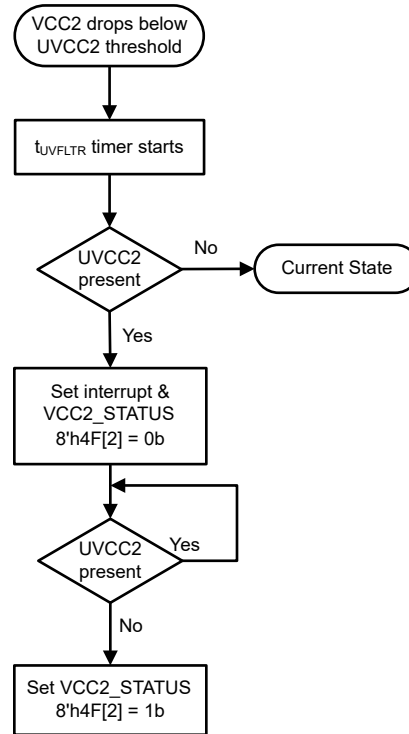 VCC2 drops below
UVCC2 threshold
tUVFLTR timer starts
UVCC2
present
No
Current State
Yes
Set interrupt &
VCC2_STATUS
8'h4F[2] = 0b
UVCC2
present
Yes
No
Set VCC2_STATUS
8'h4F[2] = 1b